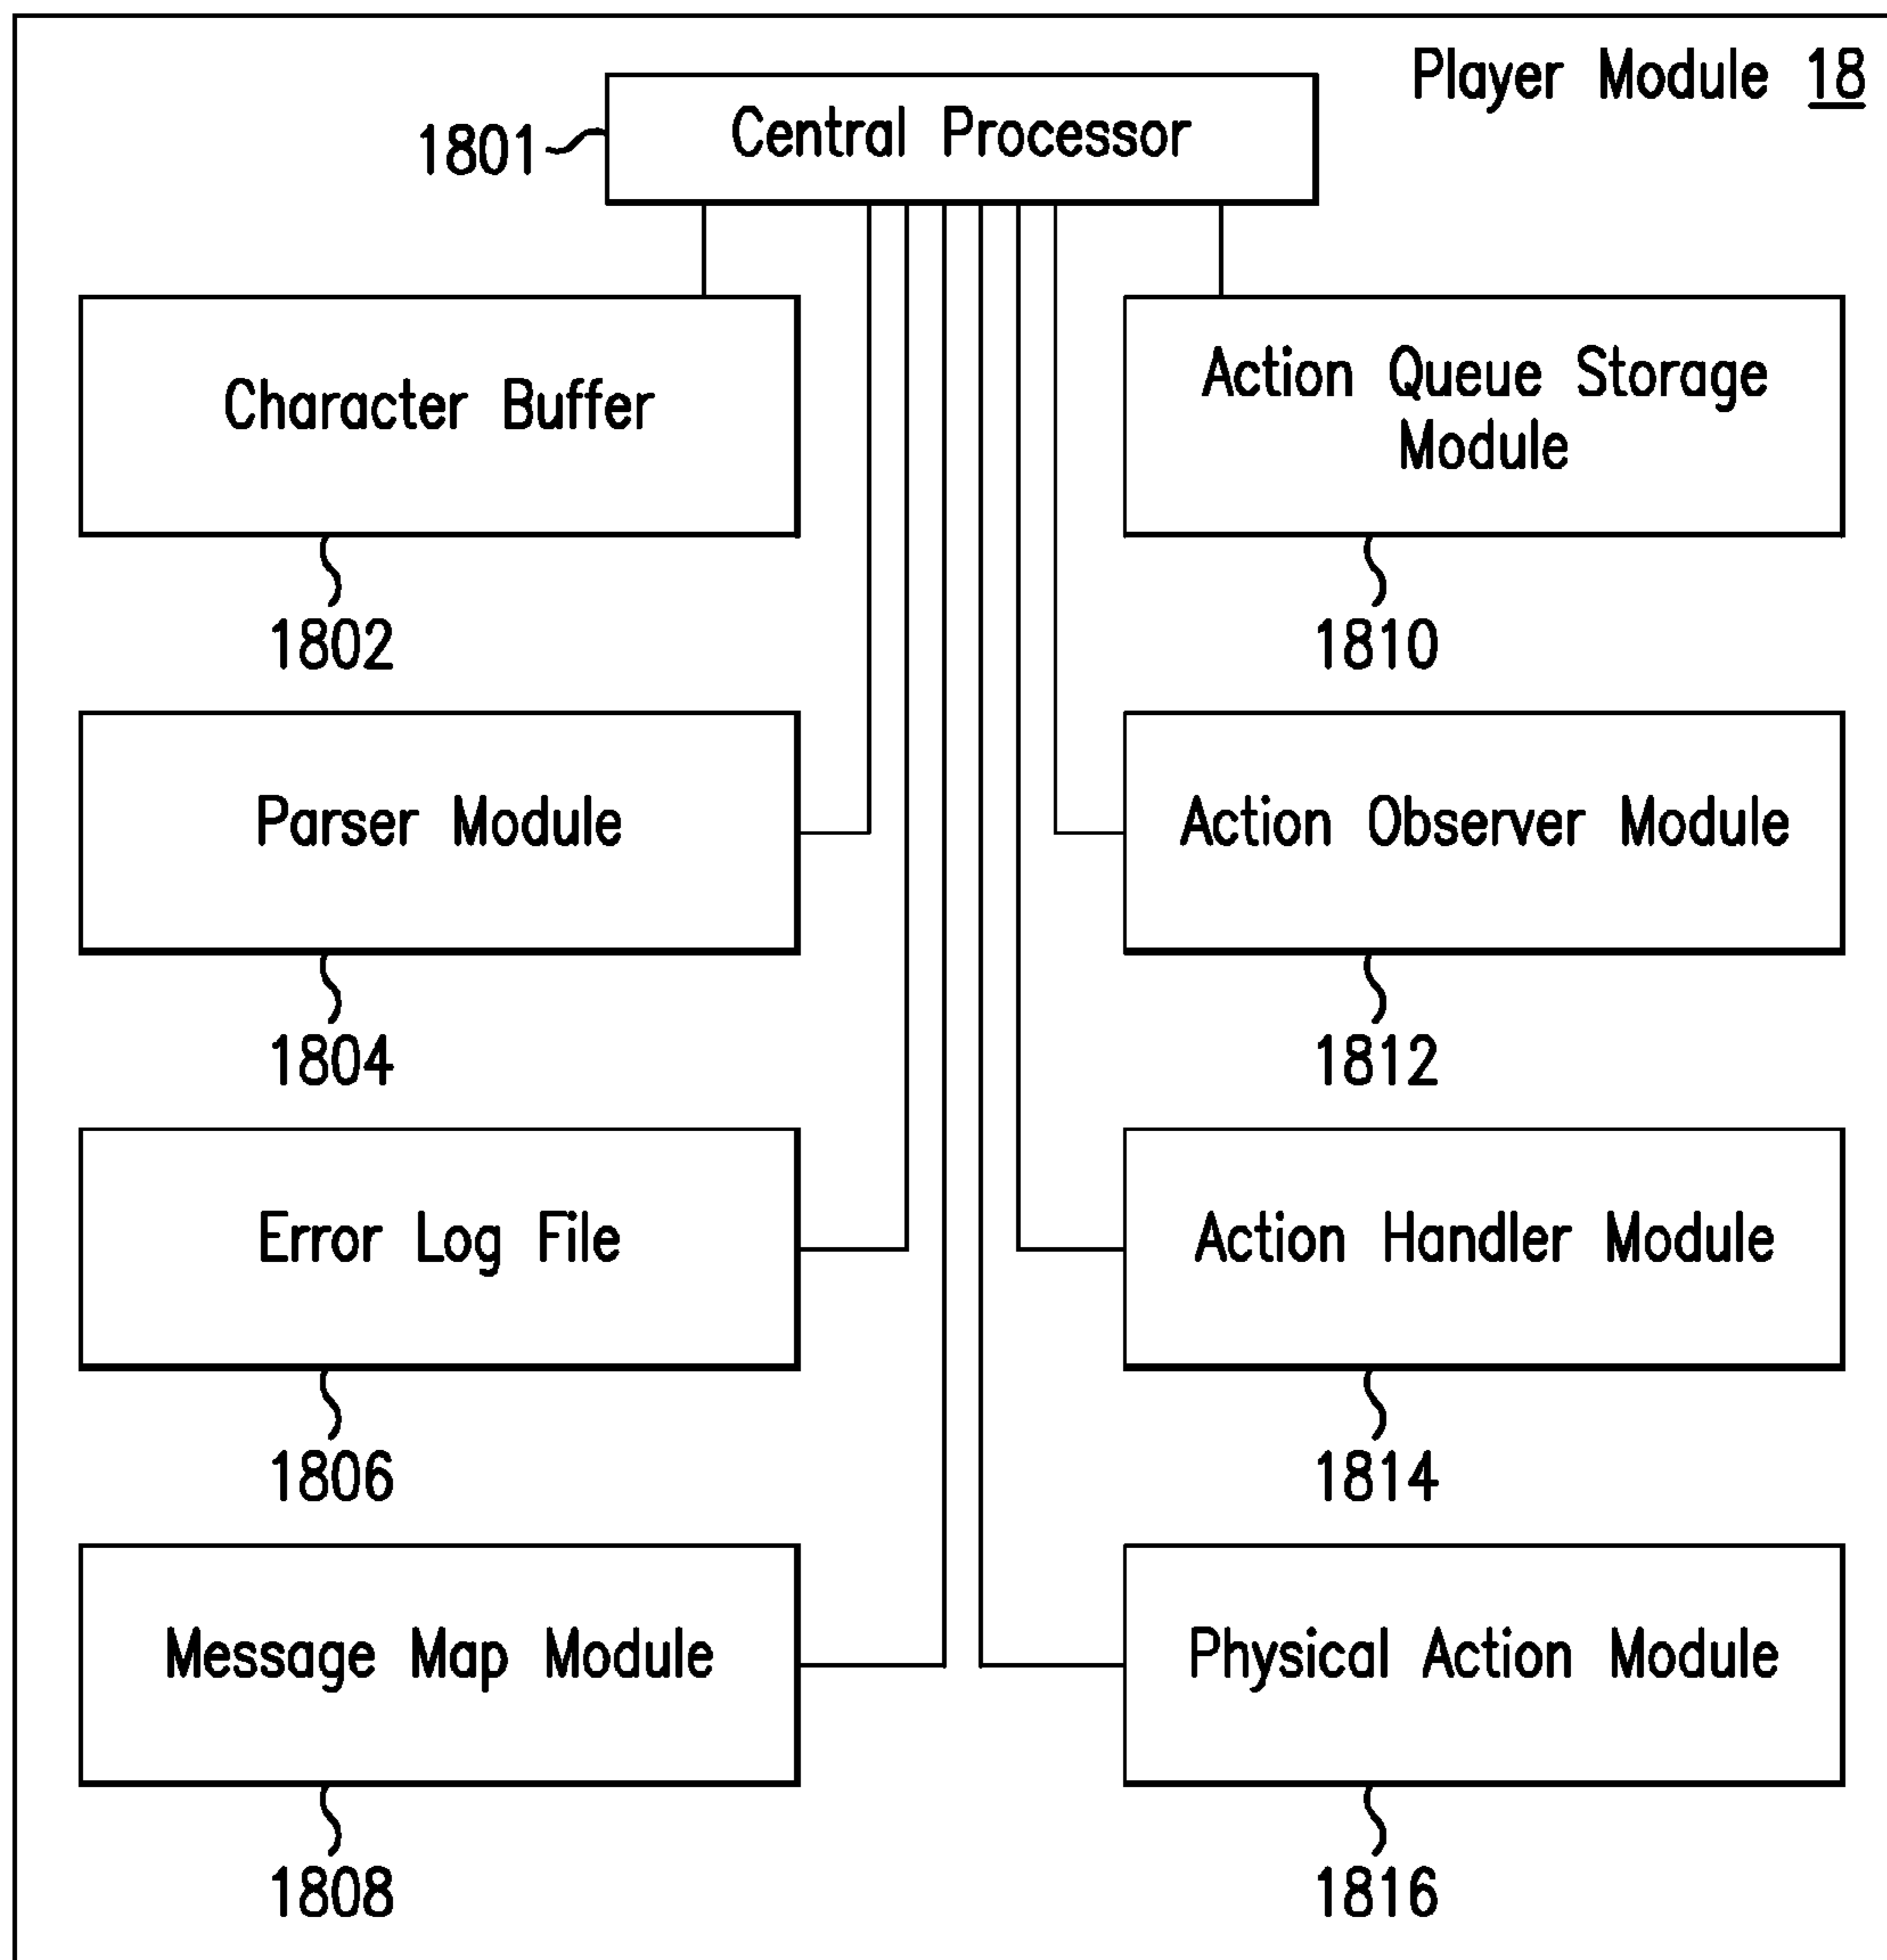 Player Module 18
Central Processor
1801
Character Buffer
1802
Action Queue Storage
Module
1810
Parser Module
1804
Action Observer Module
1812
Error Log File
1806
Action Handler Module
1814
Message Map Module
1808
Physical Action Module
1816